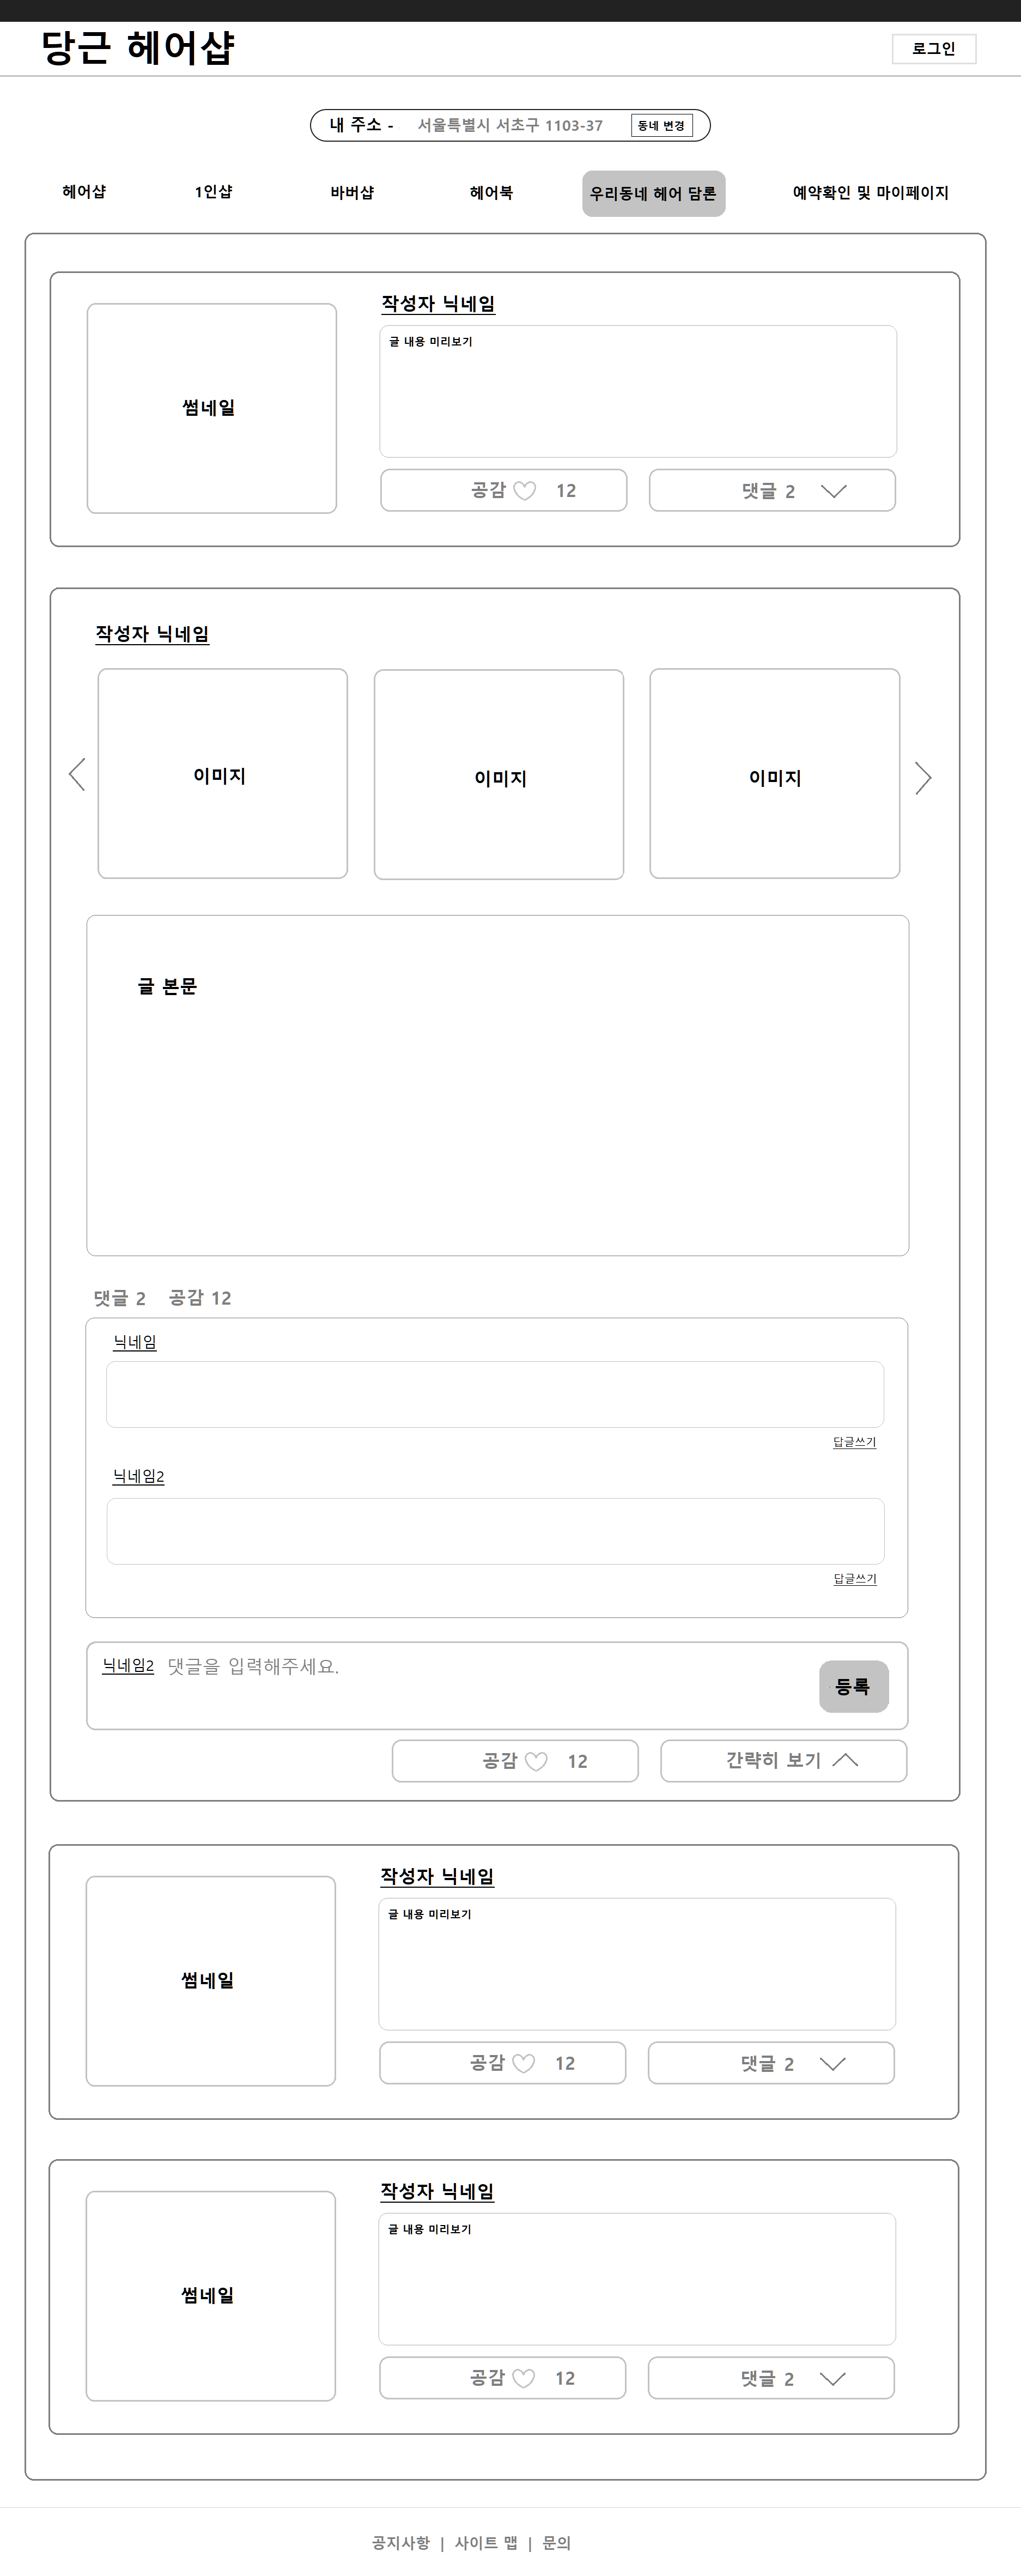 당근 헤어샵
로그인
내 주소 - 서울특별시 서초구 1103-37 동네 변경
헤어샵 1인샵 바버샵 헤어북 우리동네 헤어 담론 예약확인 및 마이페이지
썸네일
작성자 닉네임
글 내용 미리보기
공감 12
댓글 2
작성자 닉네임
이미지
이미지
이미지
글 본문
댓글 2 공감 12
닉네임
답글쓰기
닉네임2
답글쓰기
닉네임2 댓글을 입력해주세요.
등록
공감 12
간략히 보기
썸네일
작성자 닉네임
글 내용 미리보기
공감 12
댓글 2
썸네일
작성자 닉네임
글 내용 미리보기
공감 12
댓글 2
공지사항 | 사이트 맵 | 문의